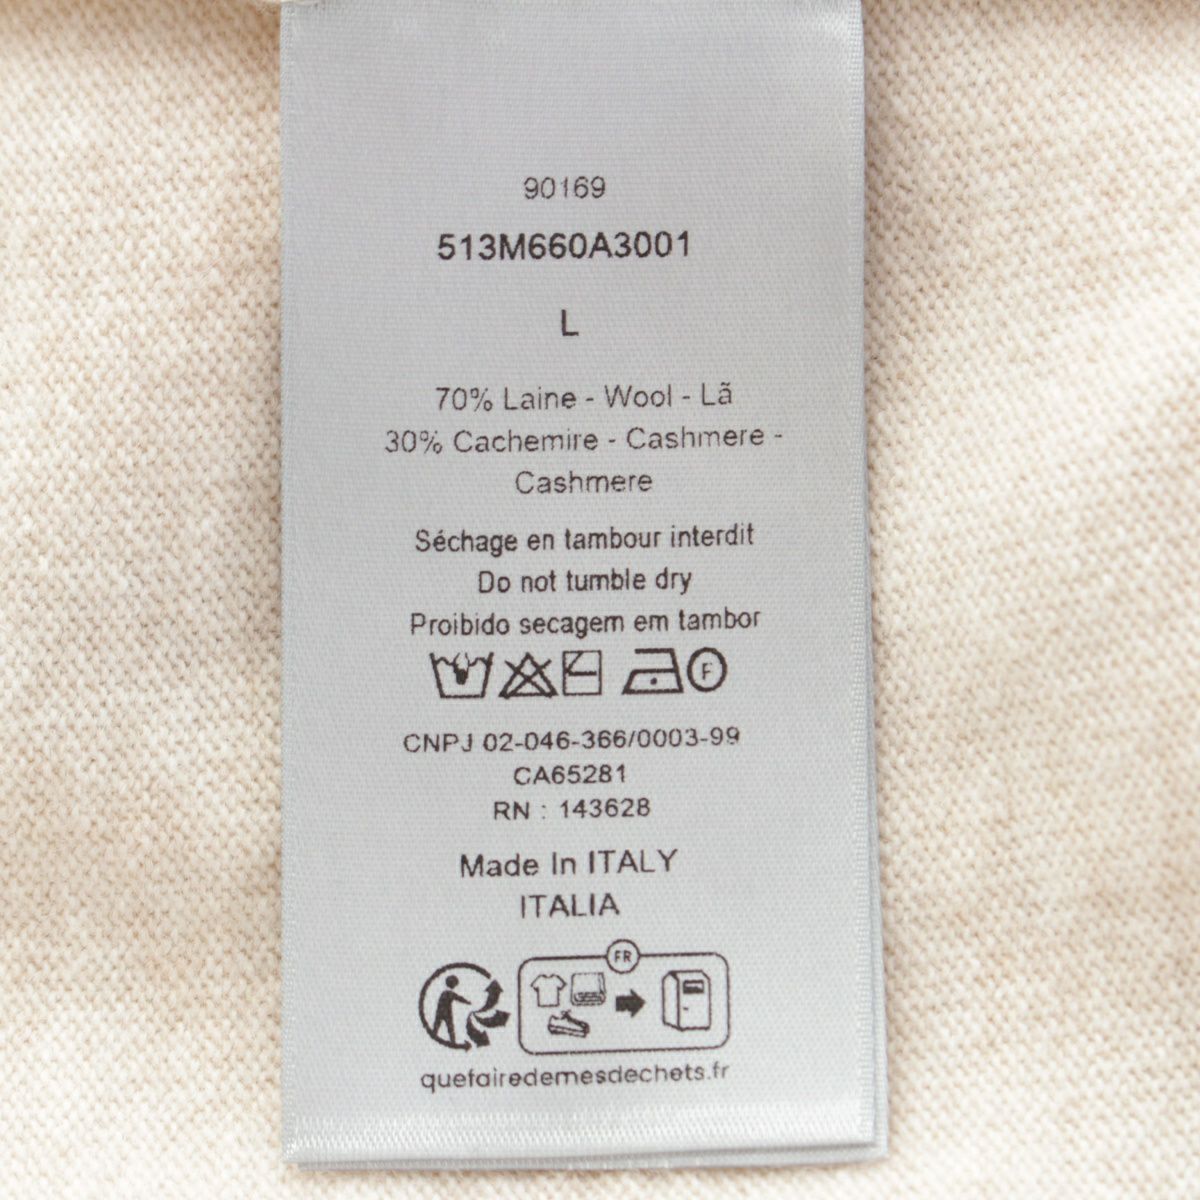 90169
513M660A3001
L
70% Laine - Wool - Lã
30% Cachemire - Cashmere -
Cashmere
Séchage en tambour interdit
Do not tumble dry
Proibido secagem em tambor
F
CNPJ 02-046-366/0003-99
CA65281
RN : 143628
Made In ITALY
ITALIA
FR
quefairedemesdechets.fr